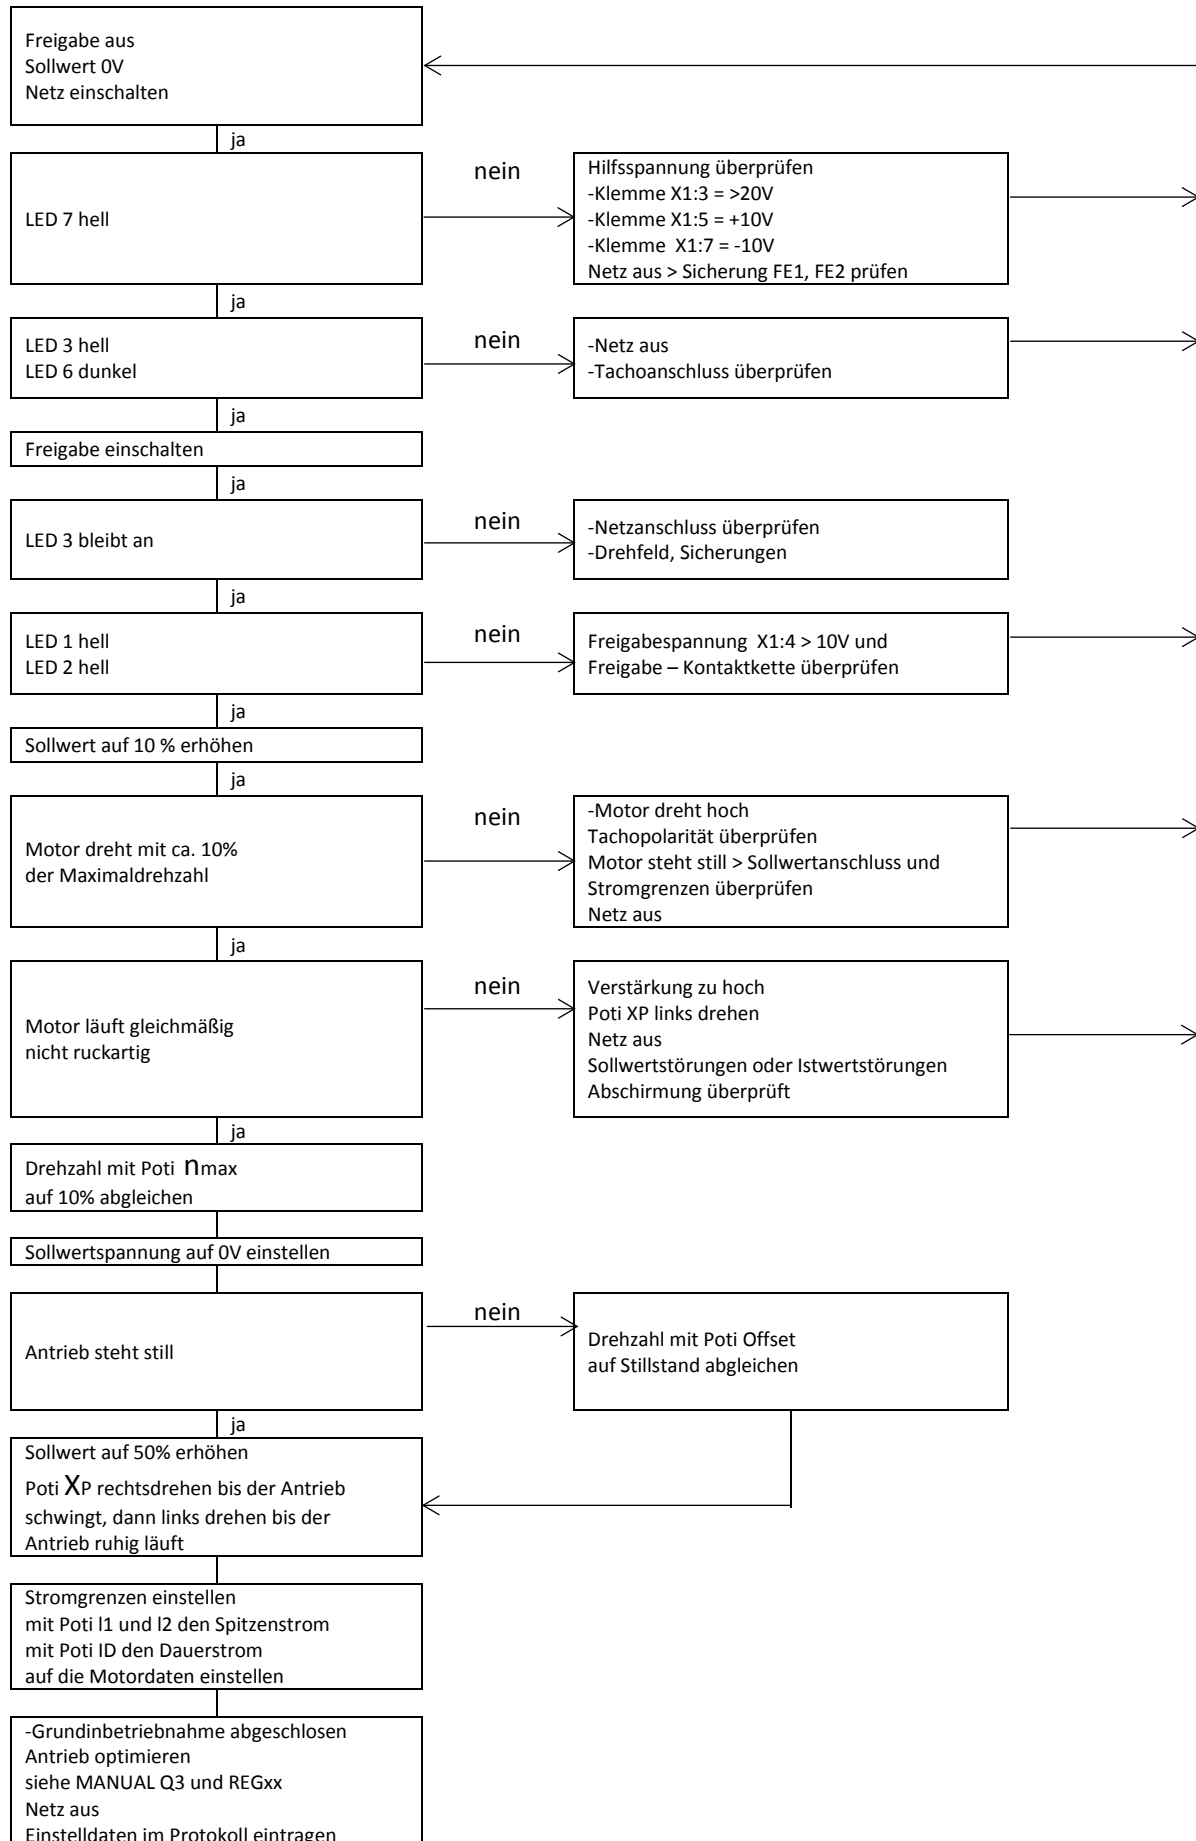 Freigabe aus
Sollwert 0V
Netz einschalten
ja
LED 7 hell
nein
Hilfsspannung überprüfen
-Klemme X1:3 = >20V
-Klemme X1:5 = +10V
-Klemme X1:7 = -10V
Netz aus > Sicherung FE1, FE2 prüfen
ja
LED 3 hell
LED 6 dunkel
nein
-Netz aus
-Tachoanschluss überprüfen
ja
Freigabe einschalten
ja
LED 3 bleibt an
nein
-Netzanschluss überprüfen
-Drehfeld, Sicherungen
ja
LED 1 hell
LED 2 hell
nein
Freigabespannung X1:4 > 10V und
Freigabe – Kontaktkette überprüfen
ja
Sollwert auf 10 % erhöhen
ja
Motor dreht mit ca. 10%
der Maximaldrehzahl
nein
-Motor dreht hoch
Tachopolarität überprüfen
Motor steht still > Sollwertanschluss und
Stromgrenzen überprüfen
Netz aus
ja
Motor läuft gleichmäßig
nicht ruckartig
nein
Verstärkung zu hoch
Poti XP links drehen
Netz aus
Sollwertstörungen oder Istwertstörungen
Abschirmung überprüft
ja
Drehzahl mit Poti nmax
auf 10% abgleichen
Sollwertspannung auf 0V einstellen
Antrieb steht still
nein
Drehzahl mit Poti Offset
auf Stillstand abgleichen
ja
Sollwert auf 50% erhöhen
Poti XP rechtsdrehen bis der Antrieb
schwingt, dann links drehen bis der
Antrieb ruhig läuft
Stromgrenzen einstellen
mit Poti l1 und l2 den Spitzenstrom
mit Poti ID den Dauerstrom
auf die Motordaten einstellen
-Grundinbetriebnahme abgeschlosen
Antrieb optimieren
siehe MANUAL Q3 und REGxx
Netz aus
Einstelldaten im Protokoll eintragen